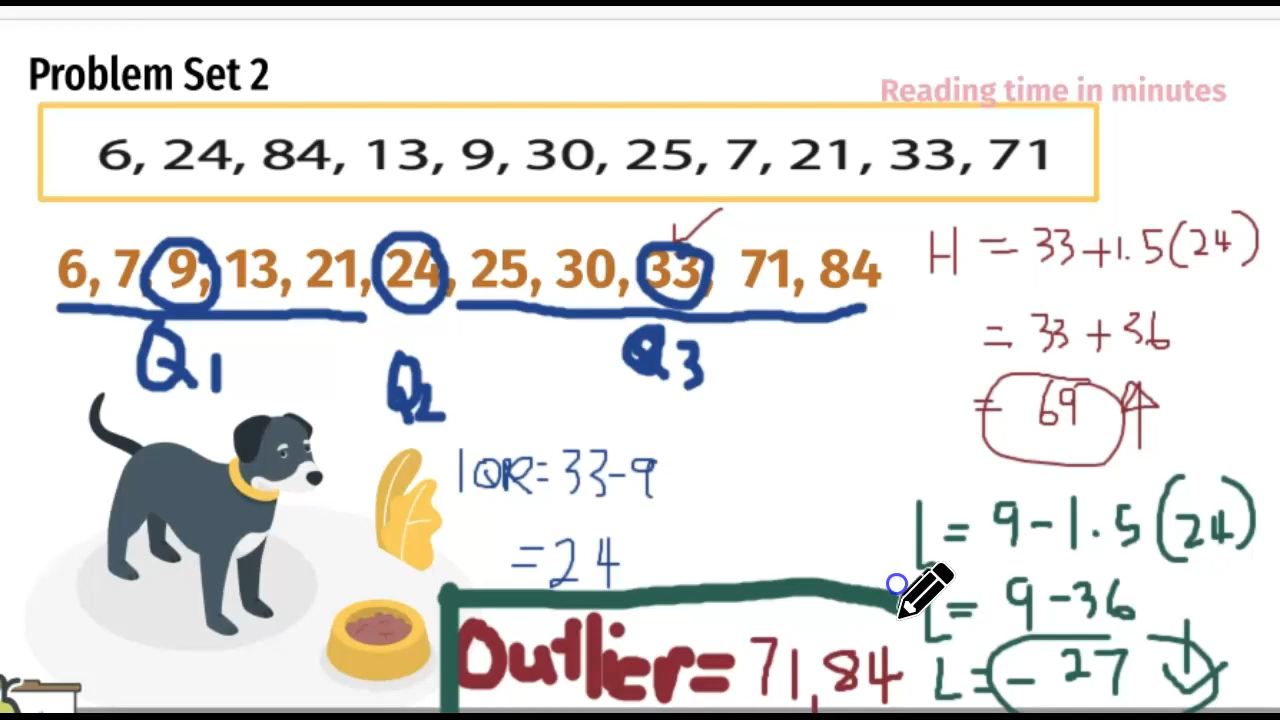 Problem Set 2
Reading time in minutes
6, 24, 84, 13, 9, 30, 25, 7, 21, 33, 71
6, 7, 9, 13, 21, 24, 25, 30, 33, 71, 84
Q1
Q2
Q3
IQR = 33-9
= 24
H = 33+1.5(24)
= 33 + 36
= 69
L = 9 - 1.5(24)
L = 9 - 36
L = - 27
Outlier = 71, 84